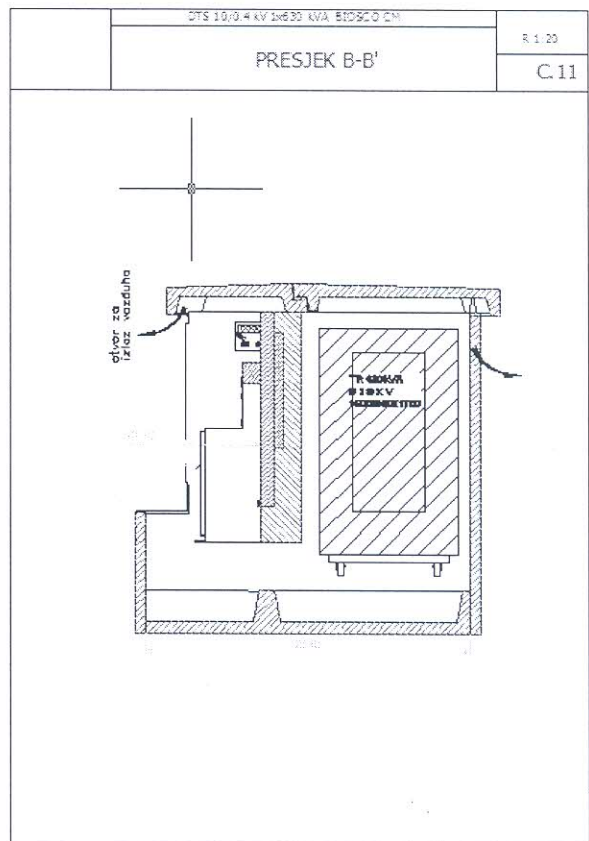 DTS 10/0.4 kV 1x630 kVA BIOSCO CM
PRESJEK B-B'
R 1:20
C.11
otvor za
izlaz vazduha